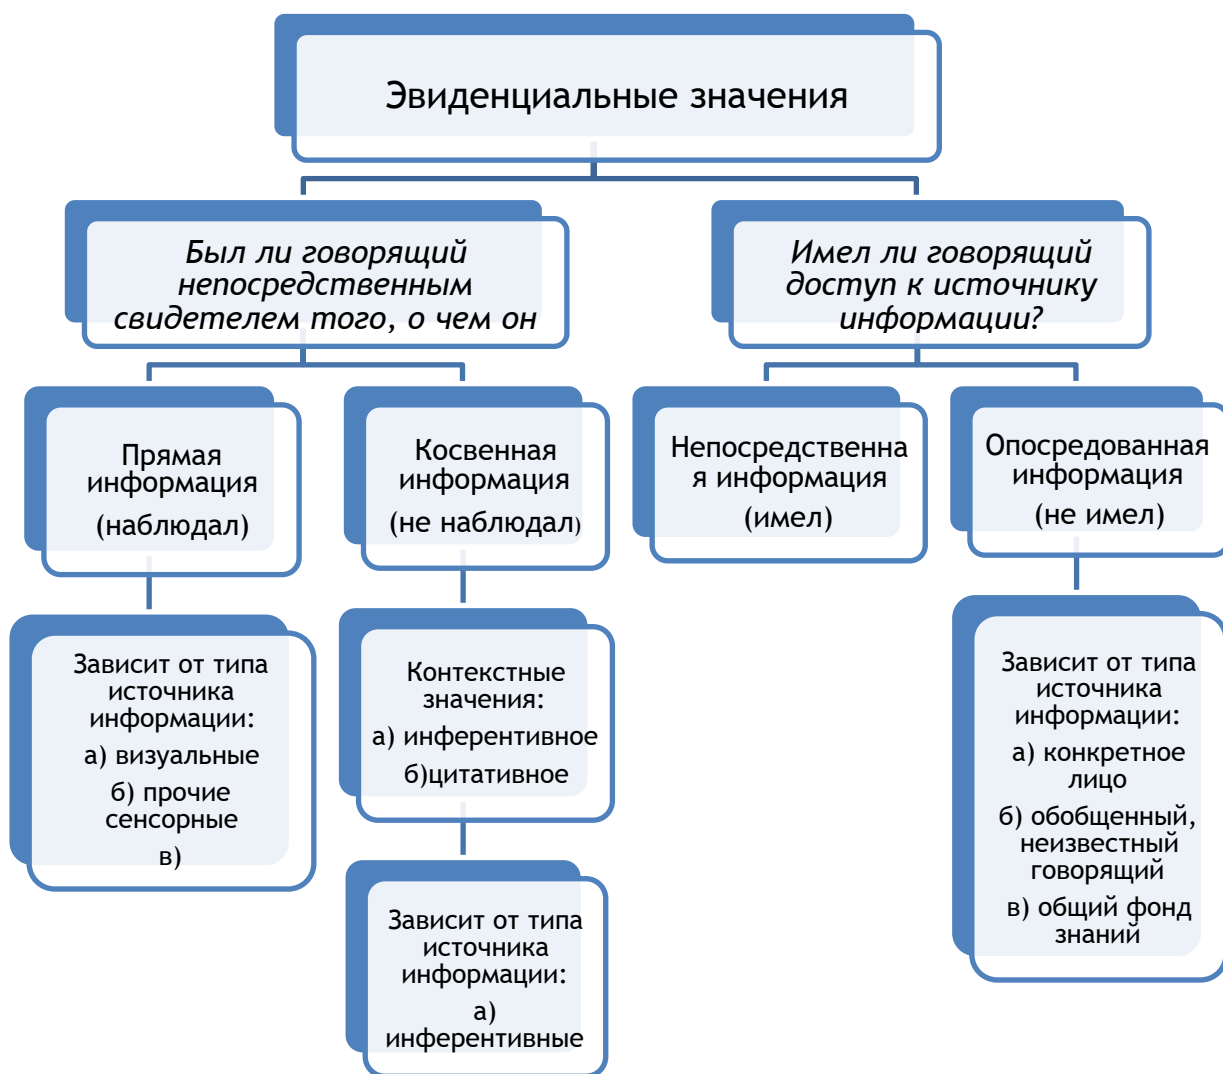 Эвиденциальные значения
Был ли говорящий
непосредственным
свидетелем того, о чем он
Имел ли говорящий
доступ к источнику
информации?
Прямая
информация
(наблюдал)
Косвенная
информация
(не наблюдал)
Непосредственна
я информация
(имел)
Опосредованная
информация
(не имел)
Зависит от типа
источника
информации:
а) визуальные
б) прочие
сенсорные
в)
Контекстные
значения:
а) инферентивное
б)цитативное
Зависит от типа
источника
информации:
а)
инферентивные
Зависит от типа
источника
информации:
а) конкретное
лицо
б) обобщенный,
неизвестный
говорящий
в) общий фонд
знаний